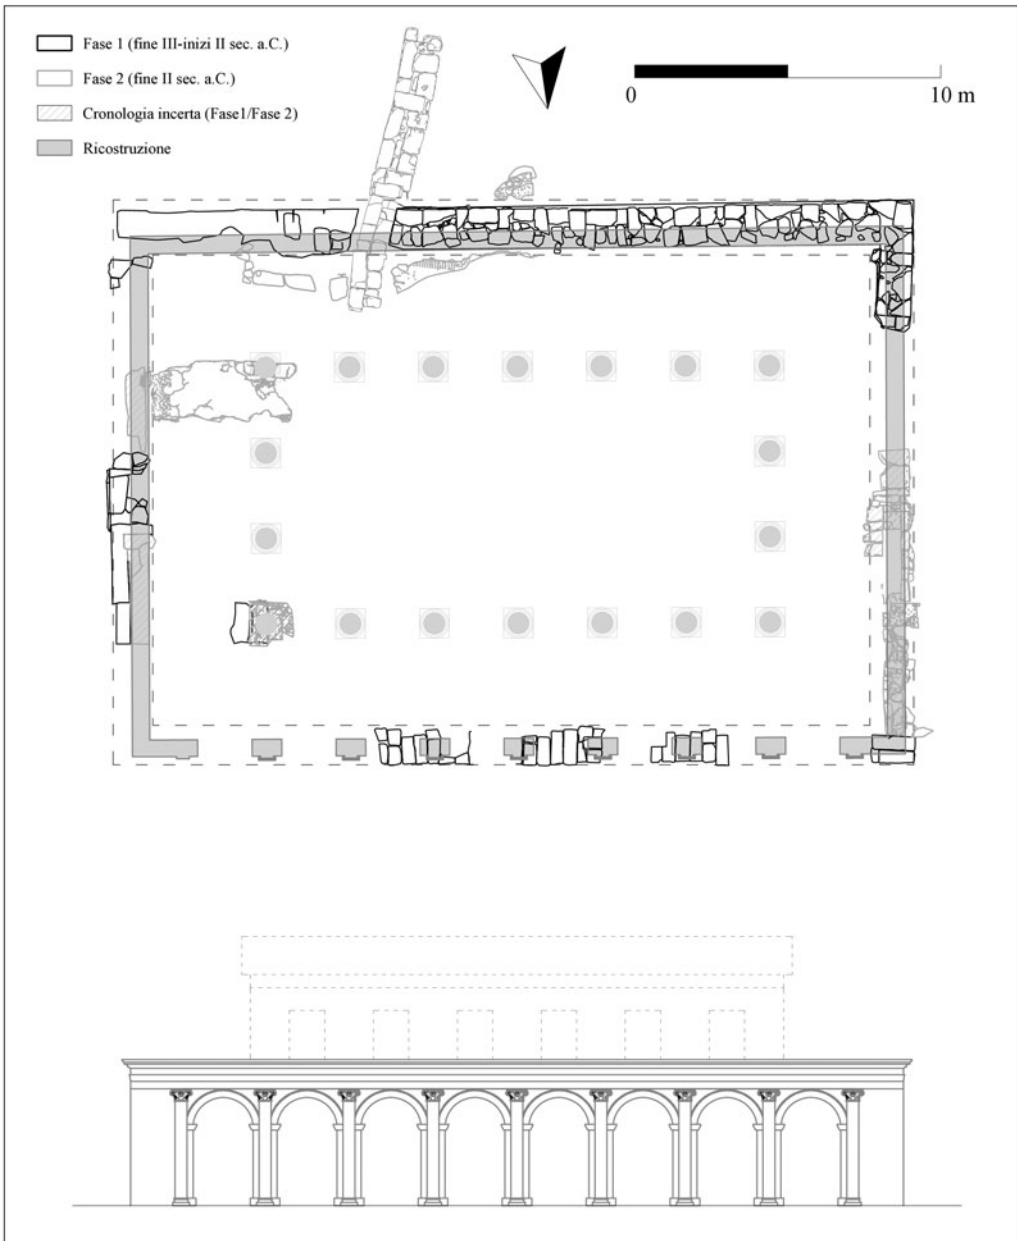 Fase 1 (fine III-inizi II sec. a.C.)
Fase 2 (fine II sec. a.C.)
Cronologia incerta (Fase1/Fase 2)
Ricostruzione
0 10 m